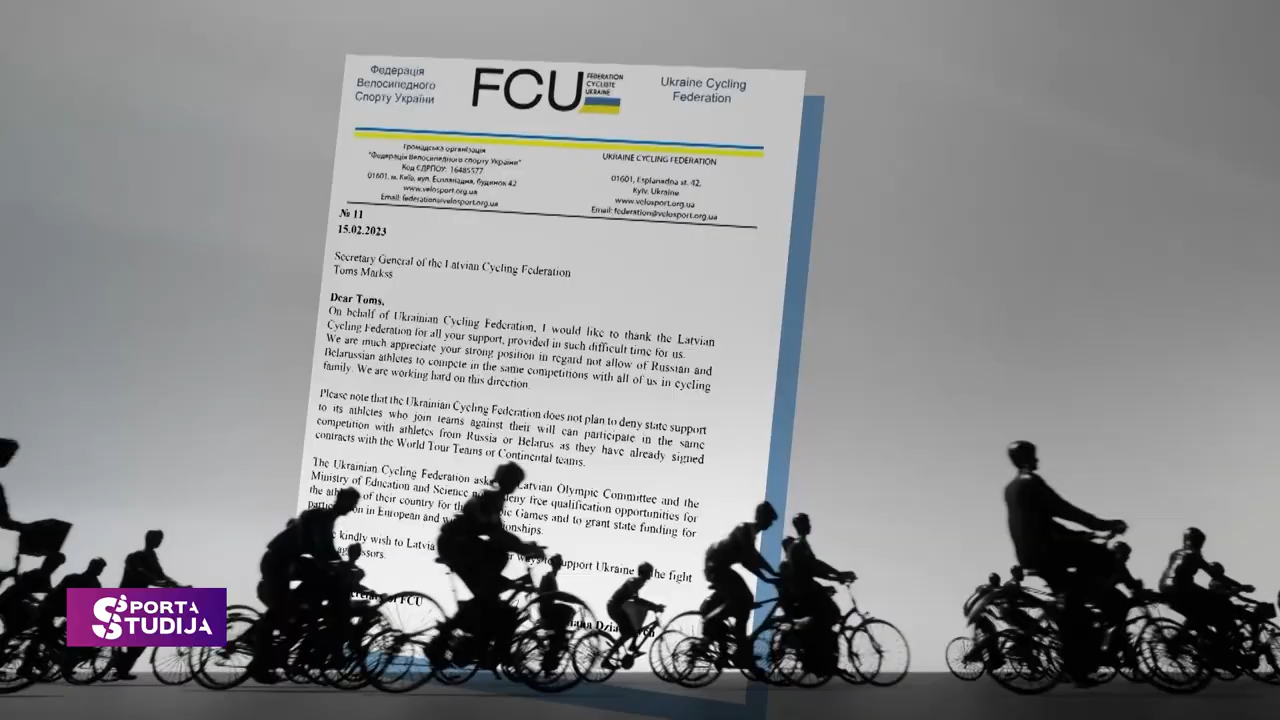 Федерація
Велосипедного
Спорту України
FCU
FEDERATION
CYCLISTE
UKRAINE
Ukraine Cycling
Federation
Громадська організація
"Федерація Велосипедного спорту України"
Код ЄДРПОУ: 16485577
01601, м. Київ, вул. Еспланадна, будинок 42
www.velosport.org.ua
Email: federation@velosport.org.ua
UKRAINE CYCLING FEDERATION
01601, Esplanadna st. 42,
Kyiv, Ukraine
www.velosport.org.ua
Email: federation@velosport.org.ua
№ 11
15.02.2023
Secretary General of the Latvian Cycling Federation
Toms Markss
Dear Toms,
On behalf of Ukrainian Cycling Federation, I would like to thank the Latvian
Cycling Federation for all your support, provided in such difficult time for us.
We are much appreciate your strong position in regard not allow of Russian and
Belarussian athletes to compete in the same competitions with all of us in cycling
family. We are working hard on this direction
Please note that the Ukrainian Cycling Federation does not plan to deny state support
to its athletes who join teams against their will can participate in the same
competition with athletes from Russia or Belarus as they have already signed
contracts with the World Tour Teams or Continental teams.
The Ukrainian Cycling Federation Latvian Olympic Committee and the
Ministry of Education and Science deny free qualification opportunities for
the of their country for Games and to grant state funding for
in European and
kindly wish to Latvia support Ukraine the fight
of FCU
SPORTA
STUDIJA